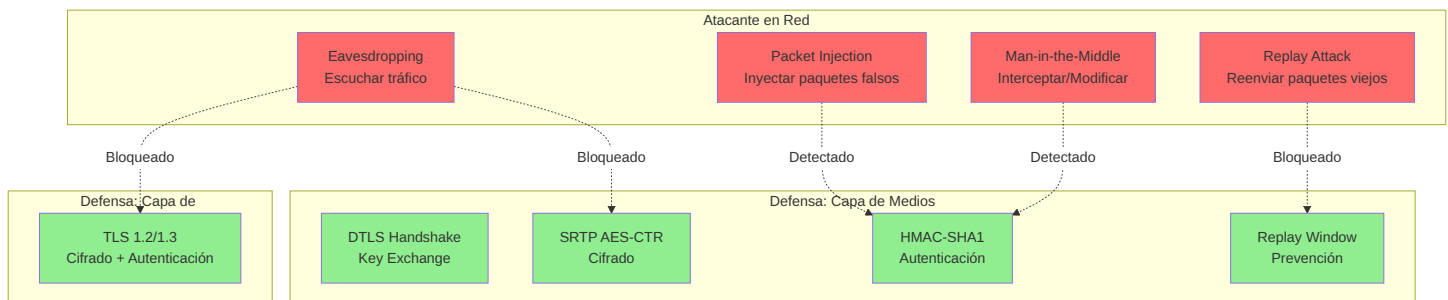 Atacante en Red
Eavesdropping
Escuchar tráfico
Packet Injection
Inyectar paquetes falsos
Man-in-the-Middle
Interceptar/Modificar
Replay Attack
Reenviar paquetes viejos
Bloqueado
Bloqueado
Detectado
Detectado
Bloqueado
Defensa: Capa de
TLS 1.2/1.3
Cifrado + Autenticación
Defensa: Capa de Medios
DTLS Handshake
Key Exchange
SRTP AES-CTR
Cifrado
HMAC-SHA1
Autenticación
Replay Window
Prevención